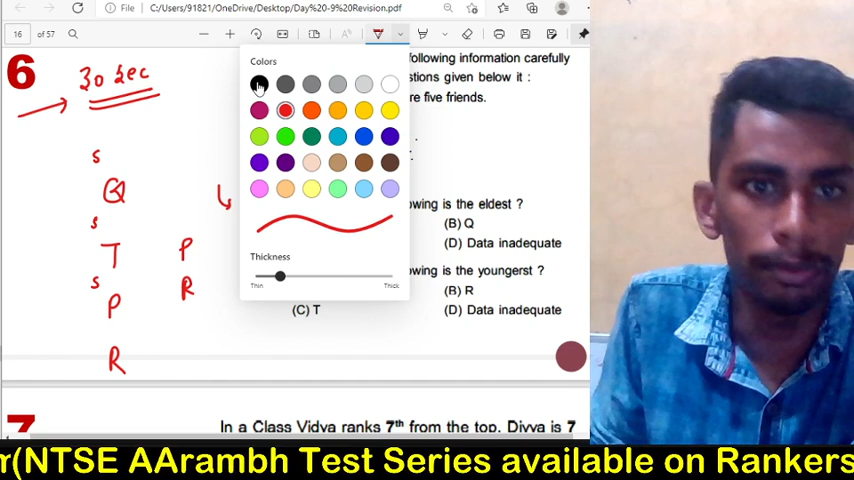 C:/Users/91821/OneDrive/Desktop/Day%20-9%20Revision.pdf
16 of 57
6
30 sec
Colors
following information carefully
stions given below it :
re five friends.
S
Q
S
T P
S
P R
R
owing is the eldest ?
(B) Q
(D) Data inadequate
Thickness
Thin Thick
owing is the youngerst ?
(B) R
(C) T (D) Data inadequate
7
In a Class Vidya ranks 7th from the top. Divya is 7
(NTSE AArambh Test Series available on Rankers